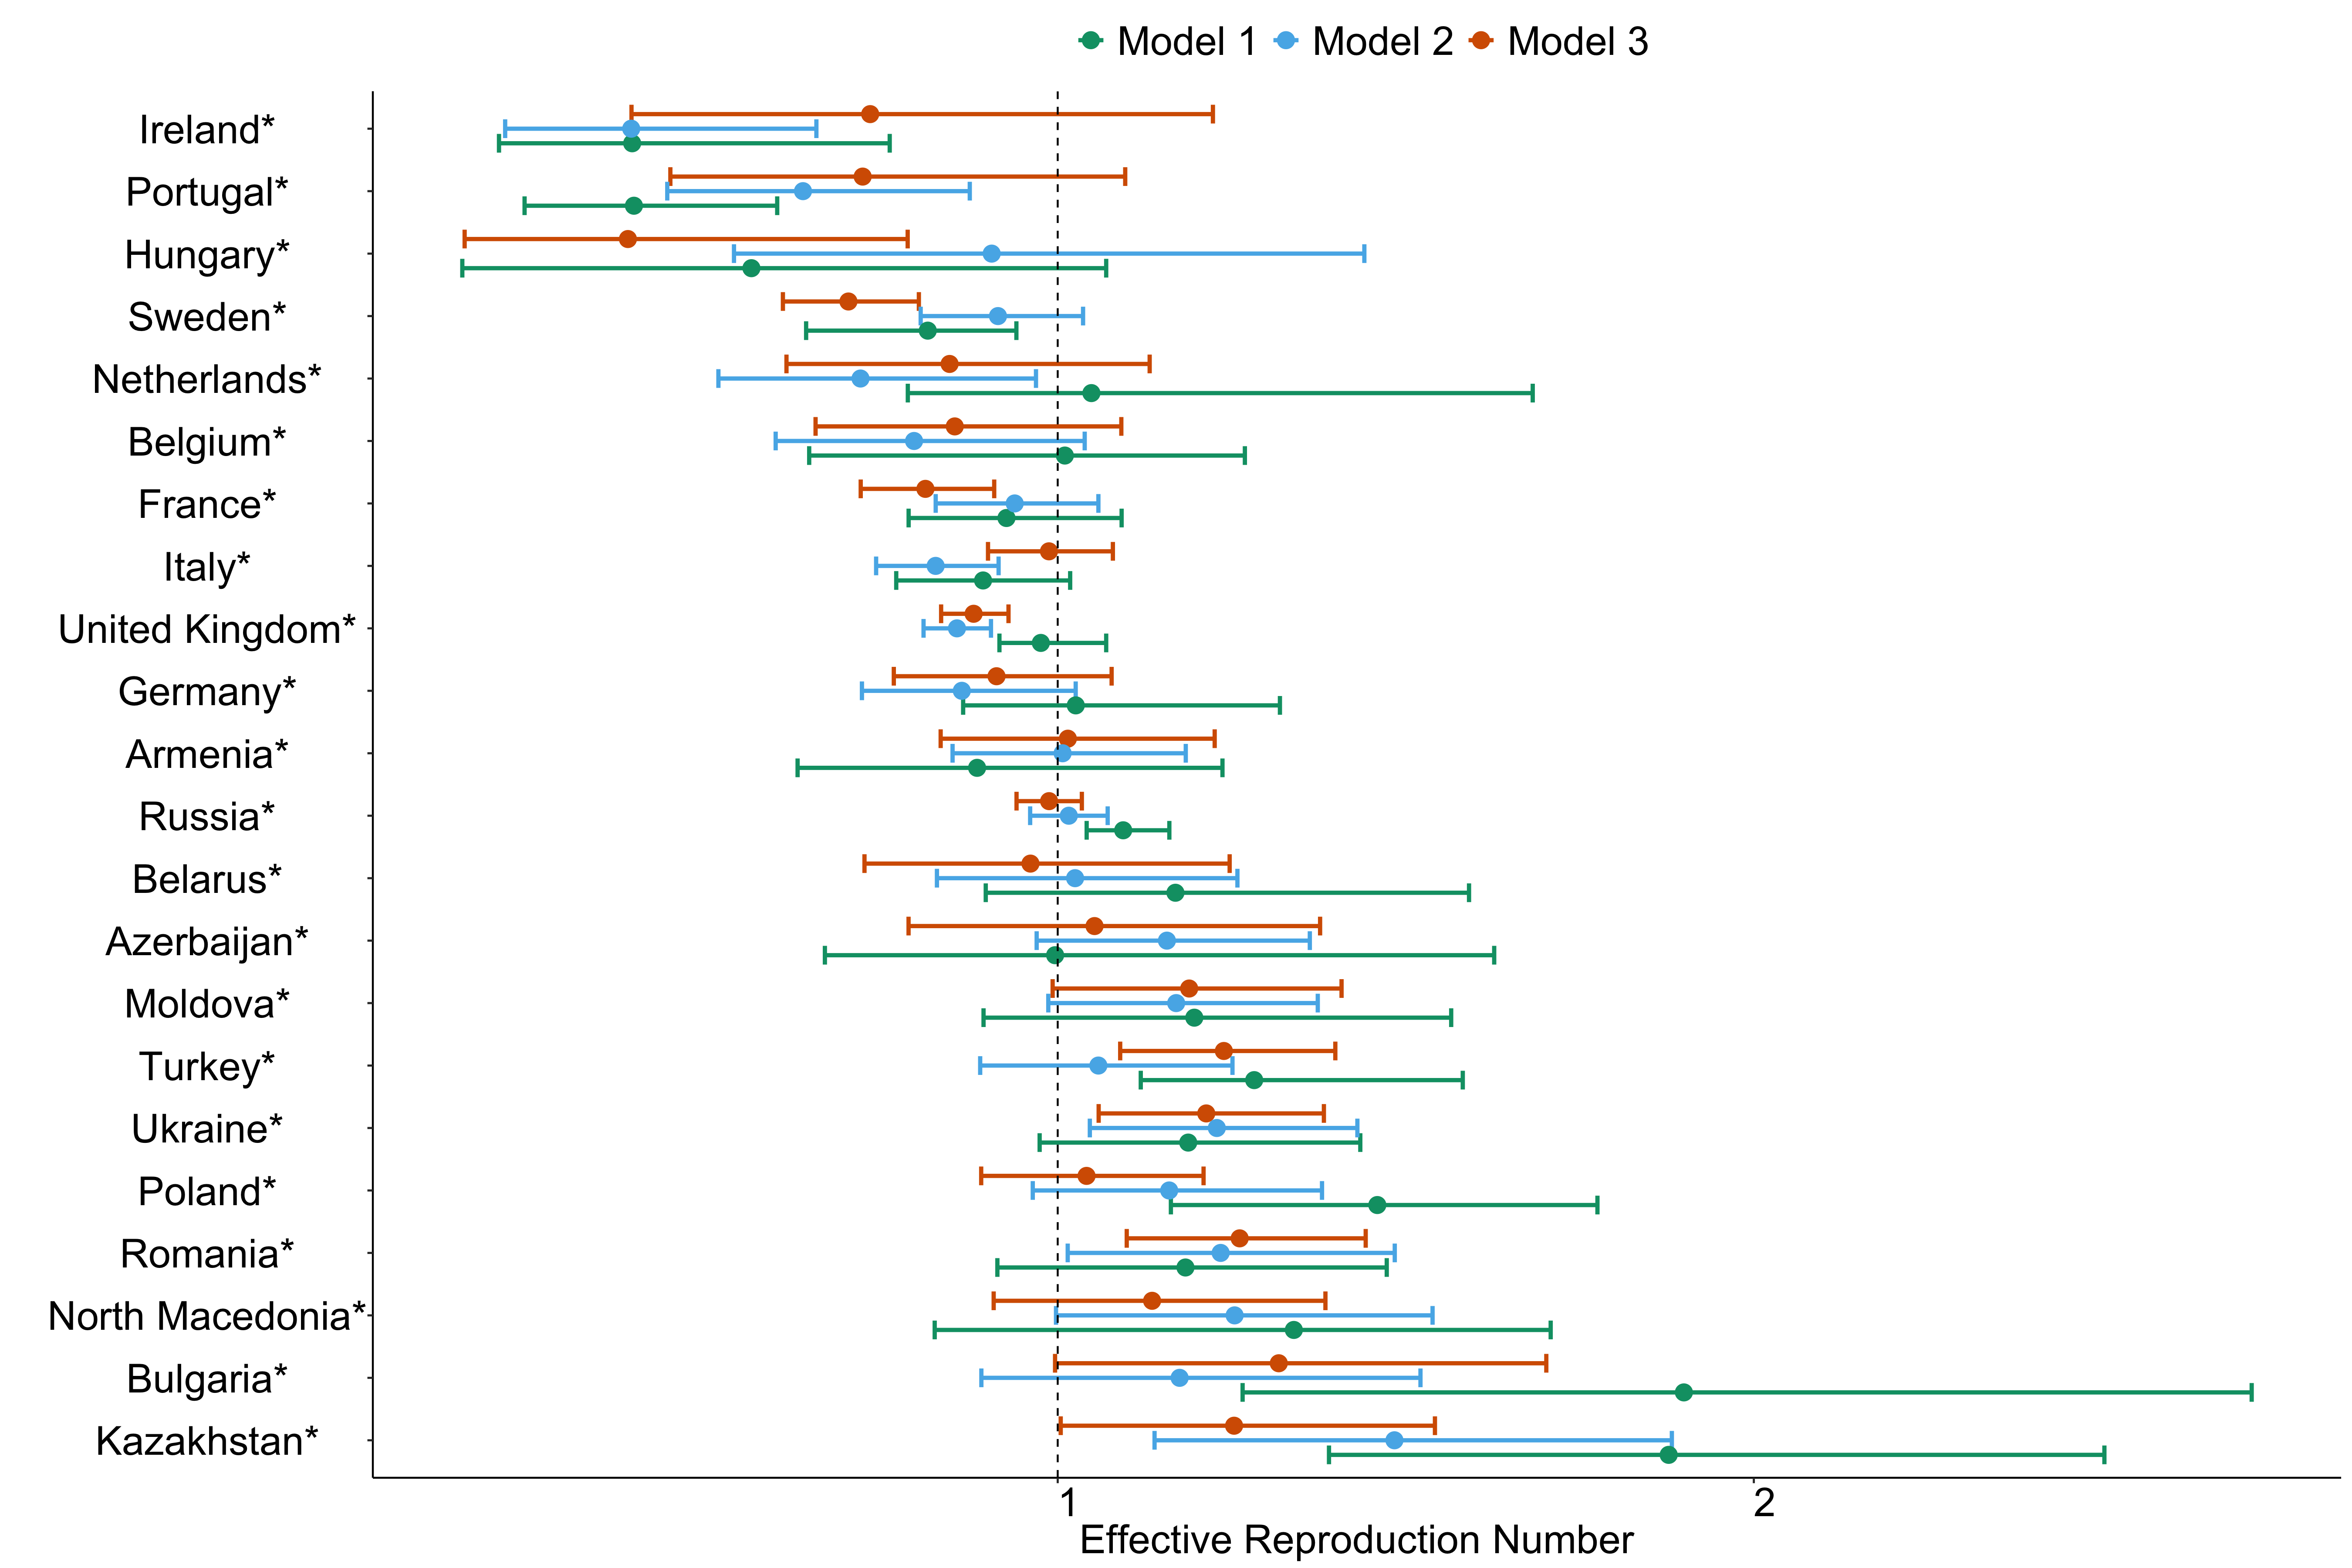 Model 1 Model 2 Model 3
Ireland*
Portugal*
Hungary*
Sweden*
Netherlands*
Belgium*
France*
Italy*
United Kingdom*
Germany*
Armenia*
Russia*
Belarus*
Azerbaijan*
Moldova*
Turkey*
Ukraine*
Poland*
Romania*
North Macedonia*
Bulgaria*
Kazakhstan*
1 2
Effective Reproduction Number